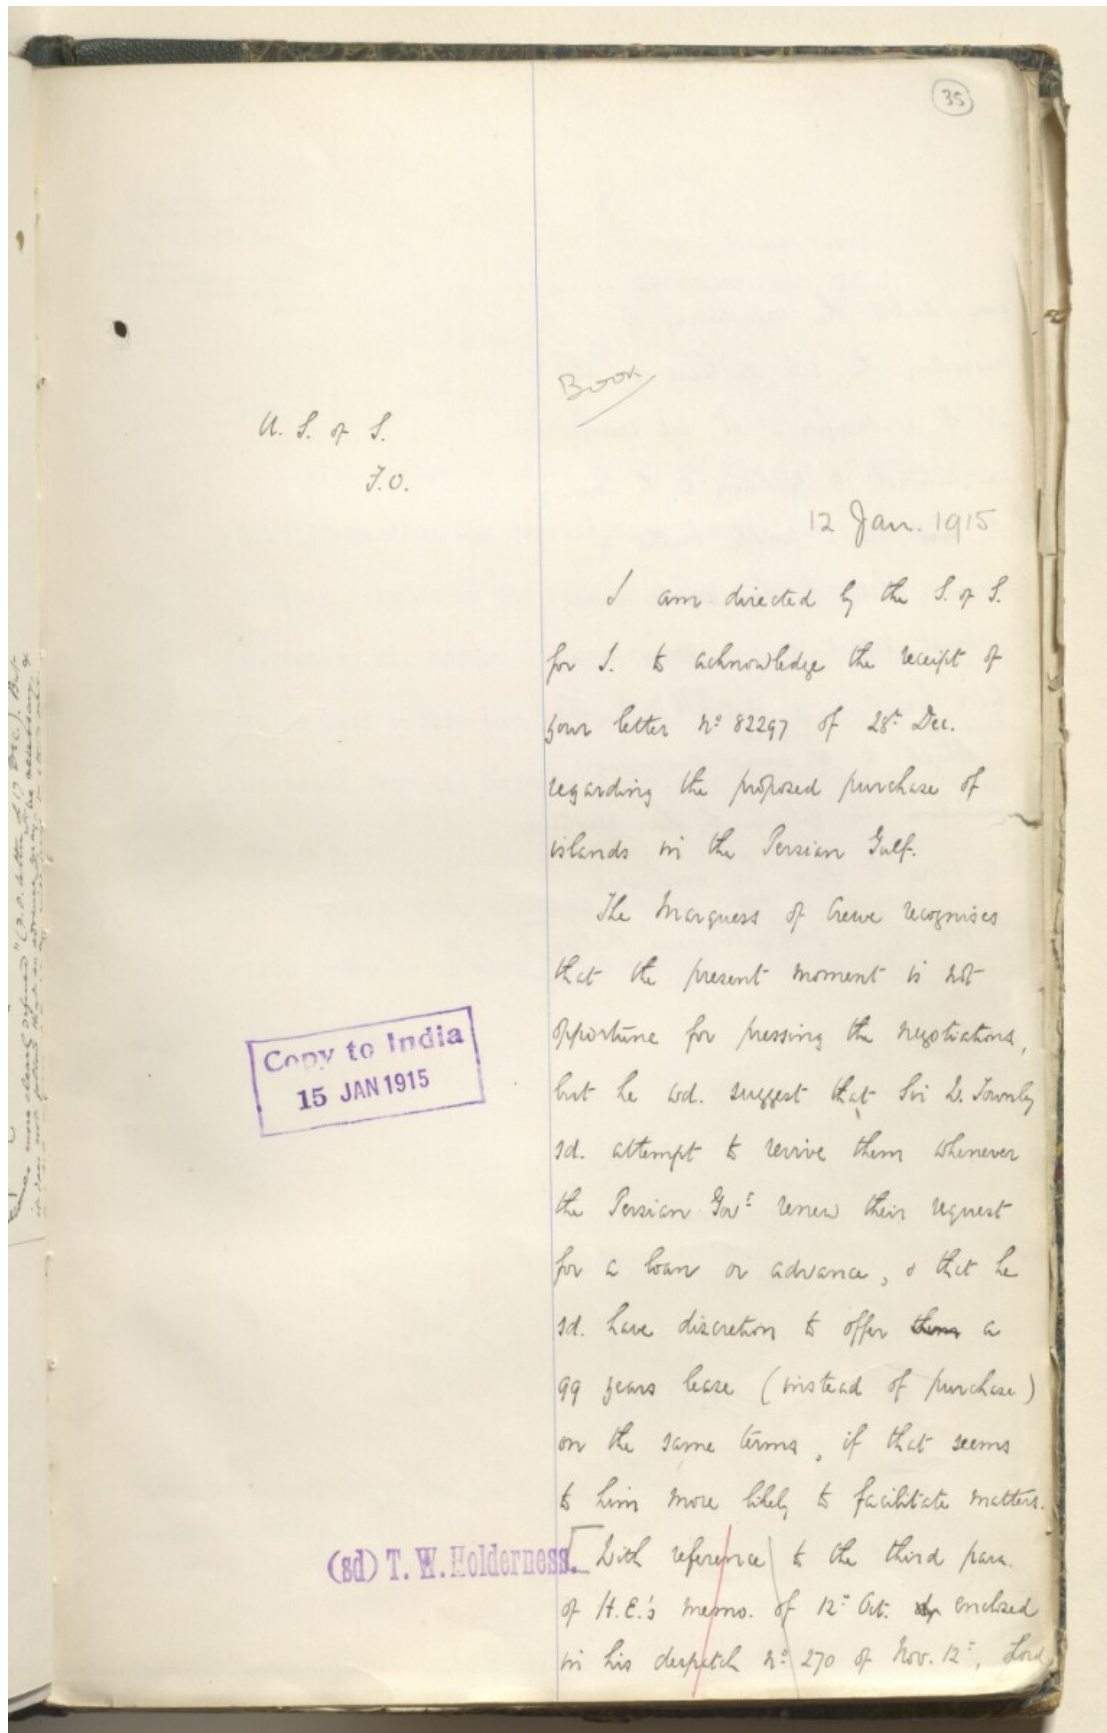 35
Book
U. S. of S.
F.O.
12 Jan. 1915
I am directed by the S. of S.
for I. to acknowledge the receipt of
your letter No 82297 of 28th Dec.
regarding the proposed purchase of
islands in the Persian Gulf.
The Marquess of Crewe recognises
that the present moment is not
opportune for pressing the negotiations,
but he wd. suggest that Sir W. Townley
sd. attempt to revive them whenever
the Persian Govt renew their request
for a loan or advance, & that he
sd. have discretion to offer them a
99 years lease (instead of purchase)
on the same terms, if that seems
to him more likely to facilitate matters.
[With reference to the third para.
of H.E.'s memo. of 12th Oct. enclosed
in his despatch No 270 of Nov. 12th, Lord
Copy to India
15 JAN 1915
(sd) T. W. Holderness.